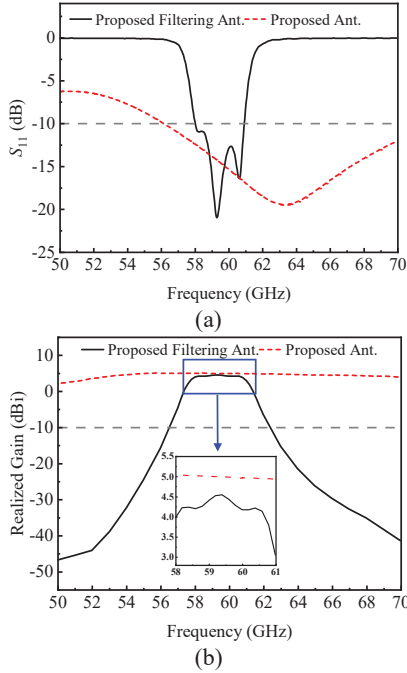 Proposed Filtering Ant. Proposed Ant.
0
-5
-10
-15
-20
-25
S11 (dB)
50 52 54 56 58 60 62 64 66 68 70
Frequency (GHz)
(a)
Proposed Filtering Ant. Proposed Ant.
10
0
-10
-20
-30
-40
-50
Realized Gain (dBi)
5.5
5.0
4.5
4.0
3.5
3.0
58 59 60 61
50 52 54 56 58 60 62 64 66 68 70
Frequency (GHz)
(b)